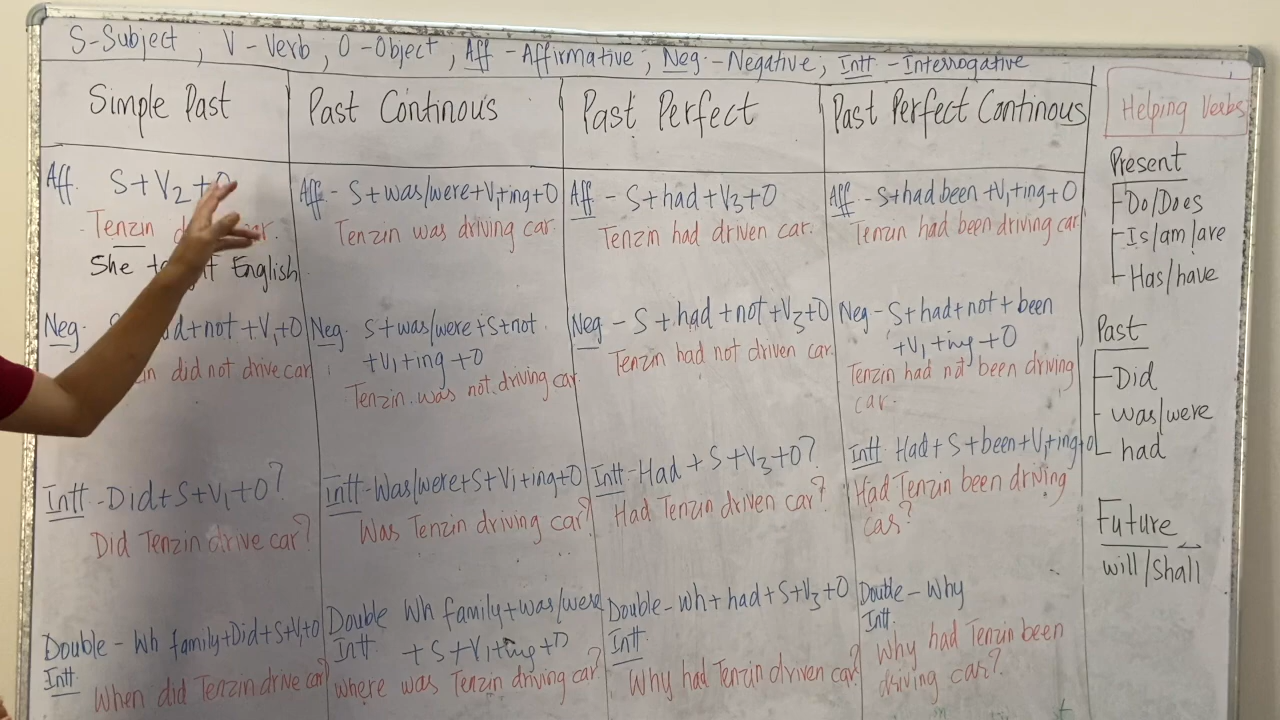 S-Subject ; V-Verb ; O-Object ; Aff -Affirmative ; Neg.-Negative ; Intt -Interrogative
Simple Past
Aff. S+V2+O
Tenzin car.
She English
Neg. +not+V1+O
did not drive car
Intt-Did+S+V1+O?
Did Tenzin drive car?
Double - Wh family+Did+S+V1+O
Intt
When did Tenzin drive car?
Past Continous
Aff- S+was/were+V1+ing+O
Tenzin was driving car.
Neg. S+was/were+S+not
+V1+ing+O
Tenzin was not driving car
Intt-Was/were+S+V1+ing+O
Was Tenzin driving car?
Double Wh family+was/were
Intt +S+V1+ing+O
where was Tenzin driving car?
Past Perfect
Aff - S+had+V3+O
Tenzin had driven car.
Neg - S+had+not+V3+O
Tenzin had not driven car
Intt-Had+S+V3+O?
Had Tenzin driven car?
Double-Wh+had+S+V3+O
Intt
Why had Tenzin driven car?
Past Perfect Continous
Aff -S+had been+V1+ing+O
Tenzin had been driving car
Neg- S+had+not+been
+V1+ing+O
Tenzin had not been driving
car.
Intt Had+S+been+V1+ing+O
Had Tenzin been driving
car?
Double - Why
Intt.
Why had Tenzin been
driving car?
Helping Verbs
Present
-Do/Does
-Is/am/are
-Has/have
Past
-Did
-was/were
had
Future
will/shall